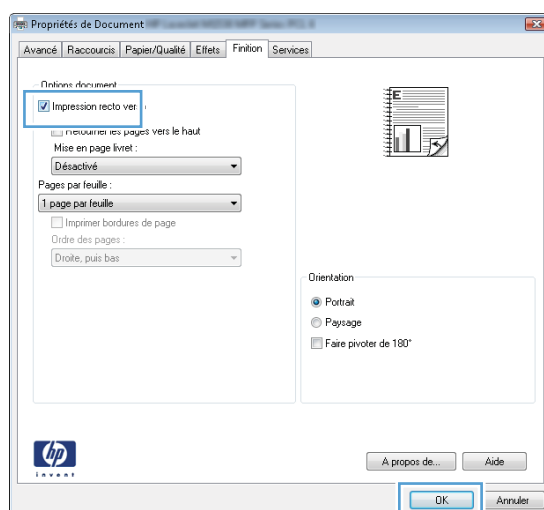 Propriétés de Document
Avancé Raccourcis Papier/Qualité Effets Finition Services
Options document
Impression recto ver
Retourner les pages vers le haut
Mise en page livret :
Désactivé
Pages par feuille :
1 page par feuille
Imprimer bordures de page
Ordre des pages :
Droite, puis bas
E
Orientation
Portrait
Paysage
Faire pivoter de 180°
hp
invent
A propos de... Aide
OK Annuler